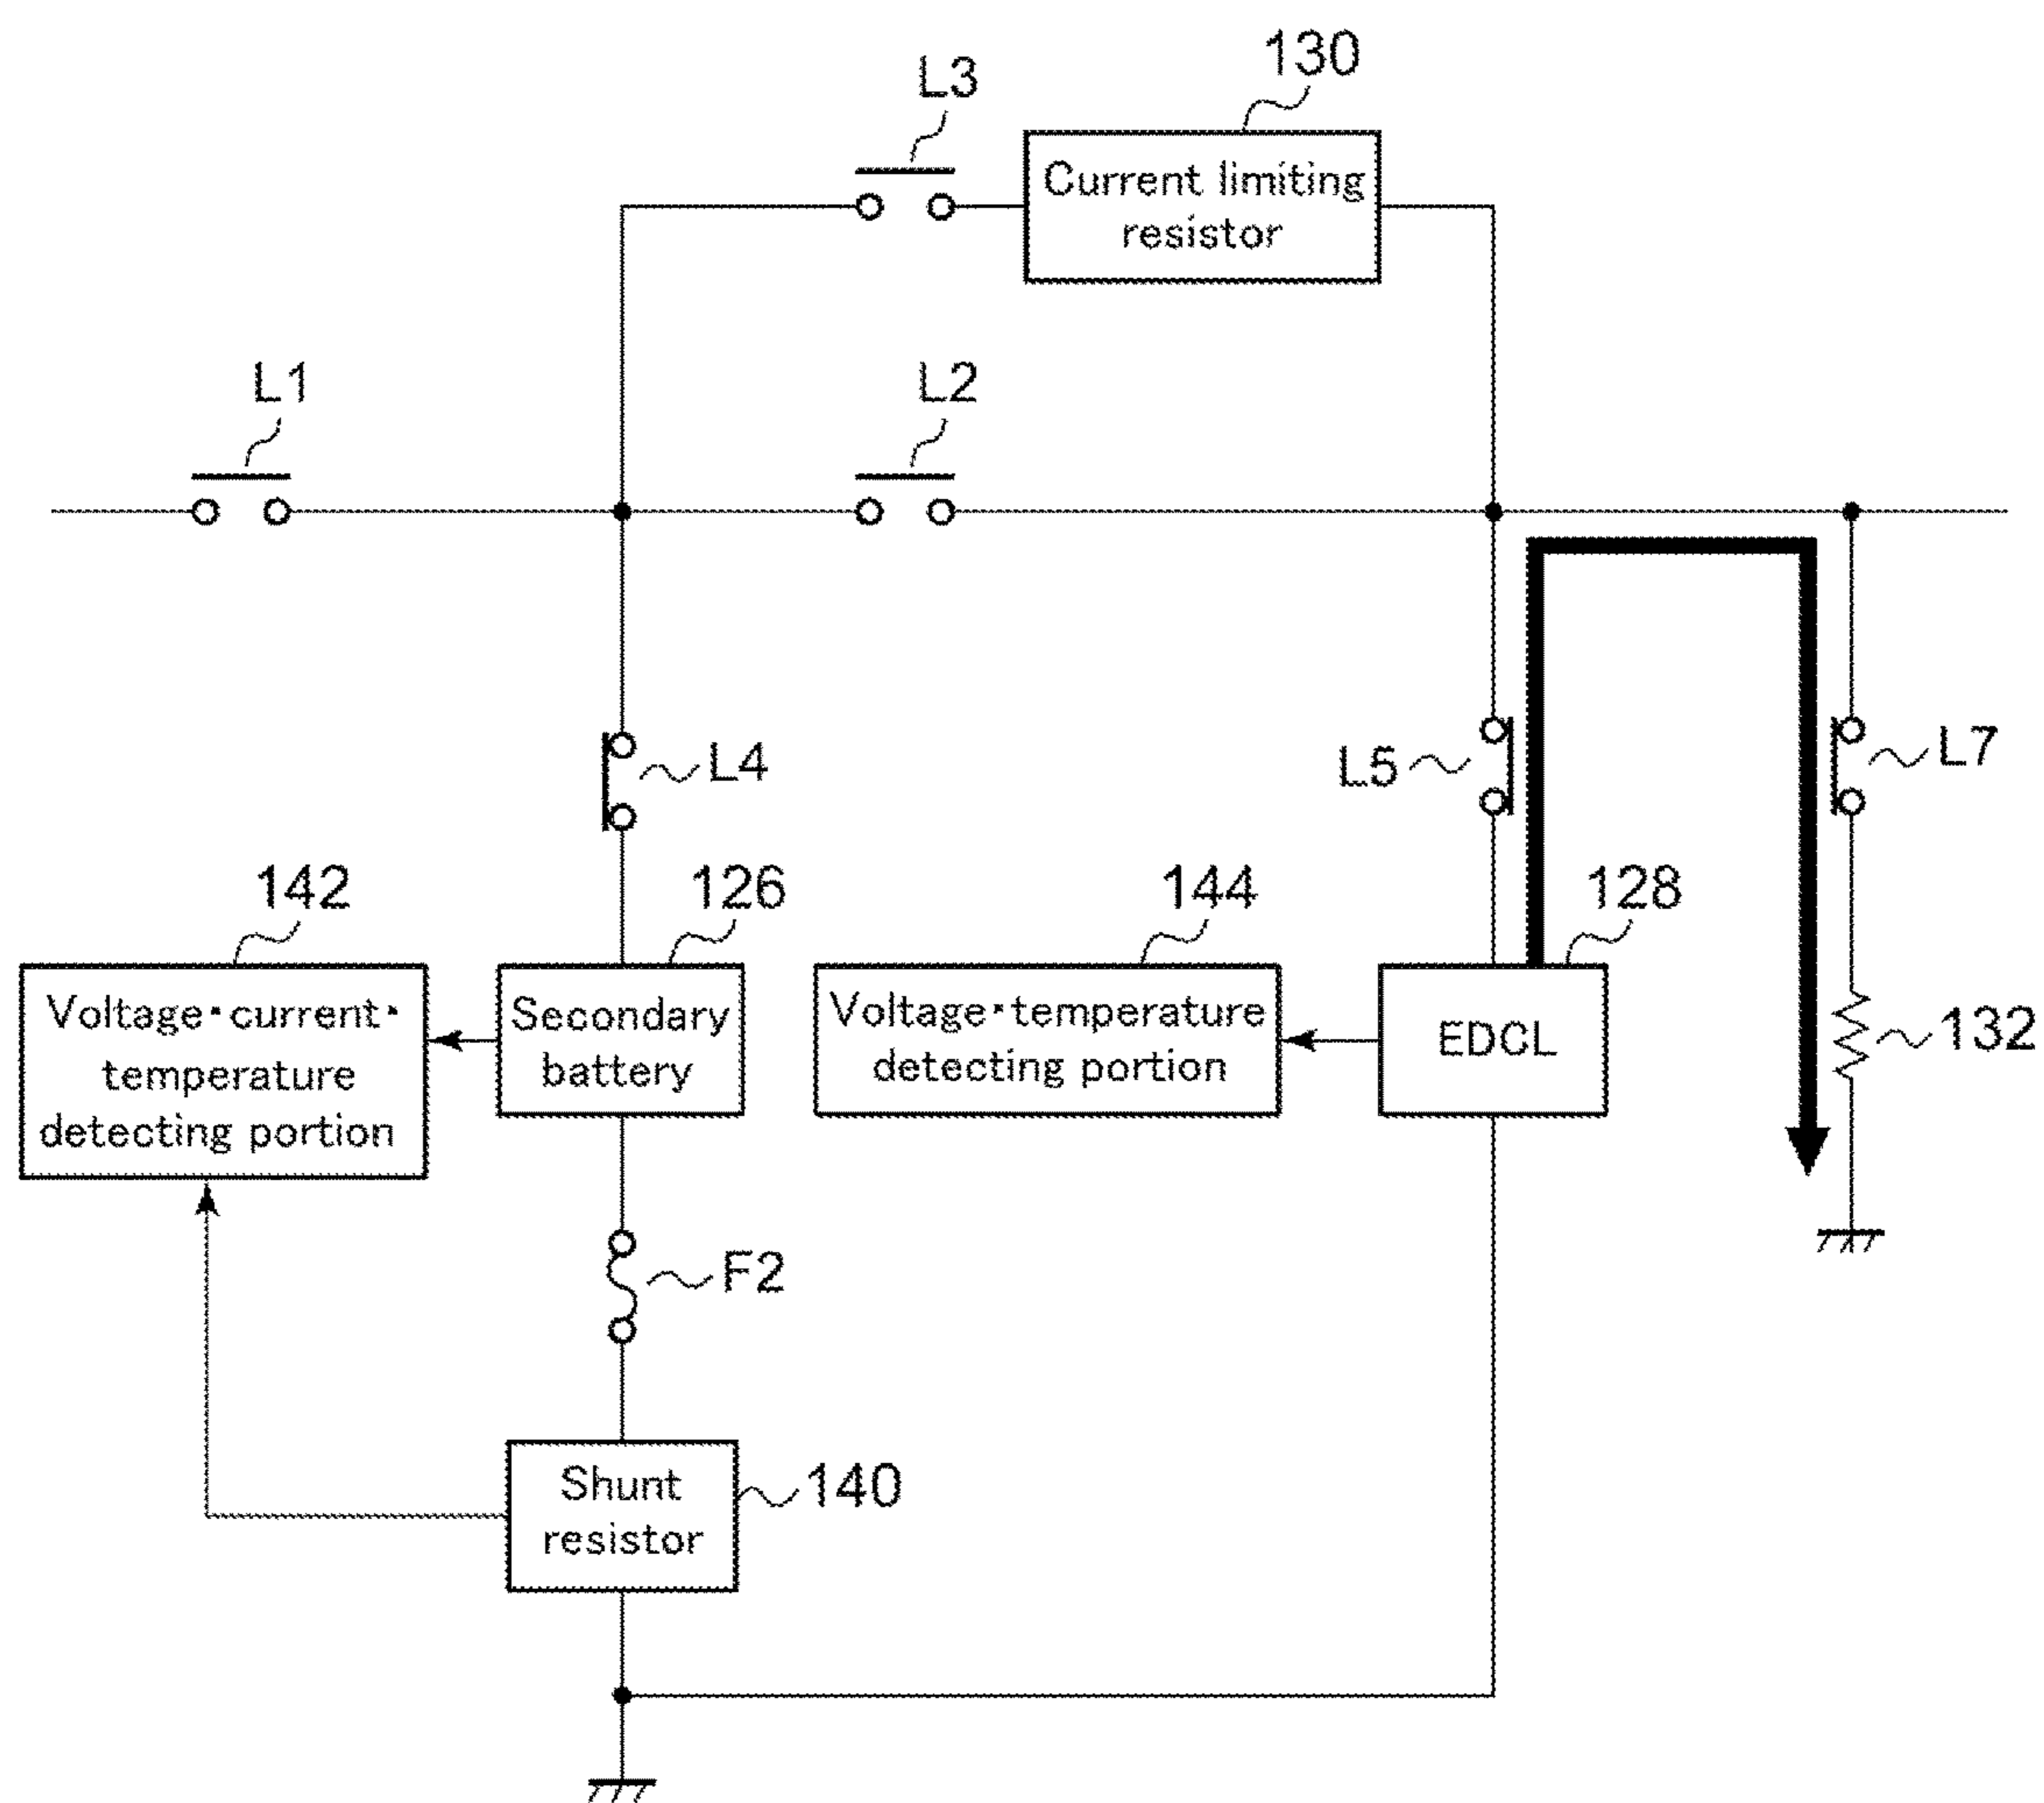 130
L3
Current limiting
resistor
L1
L2
L4
L5
L7
142
126
144
128
Voltage·current·
temperature
detecting portion
Secondary
battery
Voltage·temperature
detecting portion
EDCL
132
F2
Shunt
resistor
140